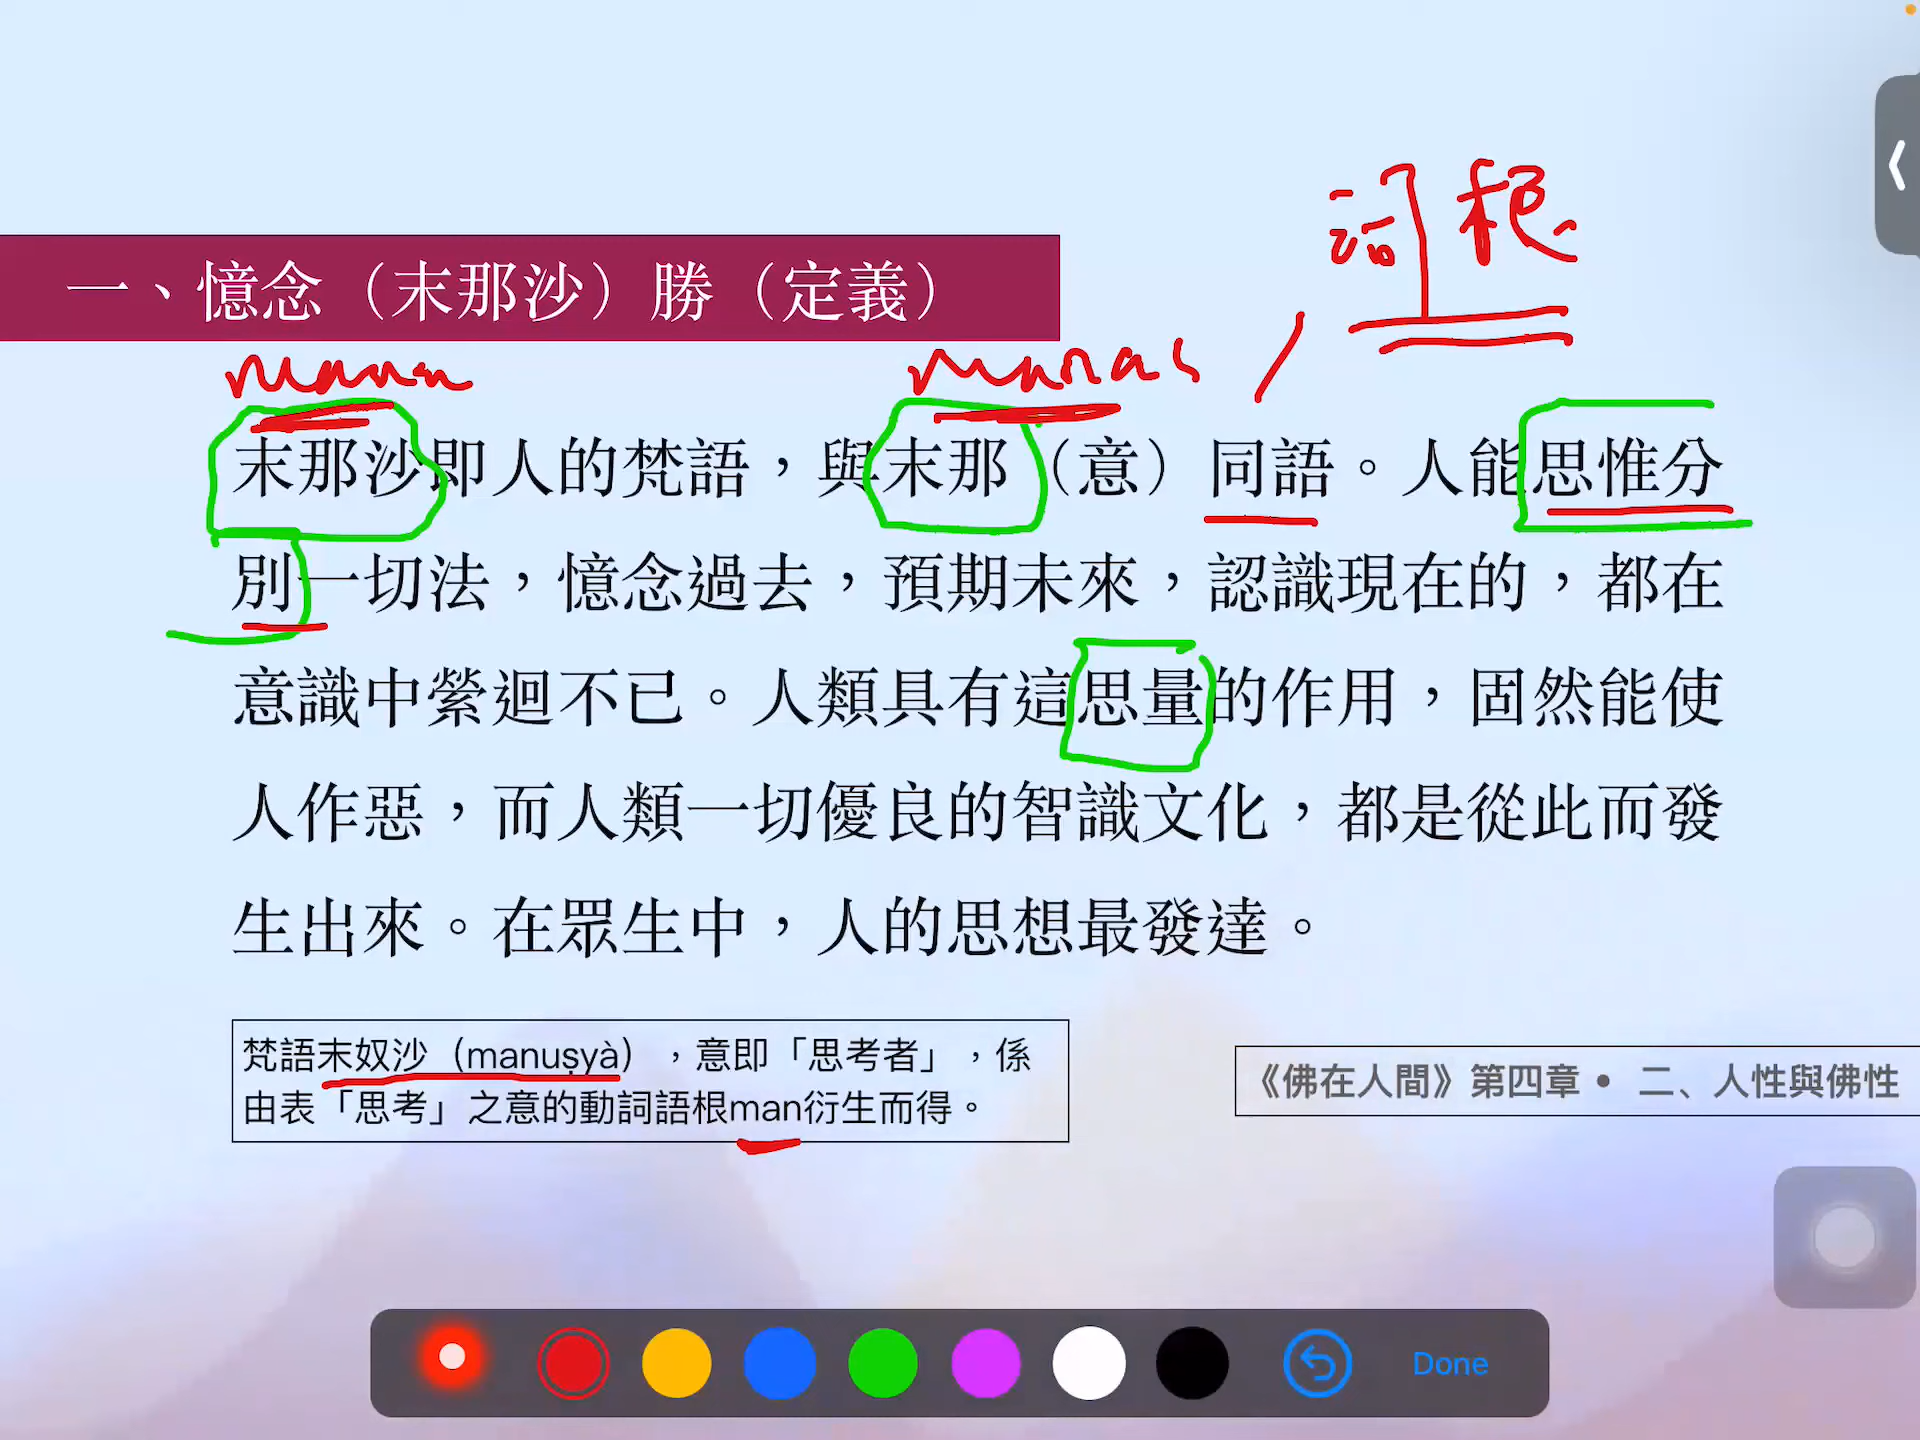 詞根
一、憶念（末那沙）勝（定義）
manas
末那沙即人的梵語，與末那（意）同語。人能思惟分
別一切法，憶念過去，預期未來，認識現在的，都在
意識中縈迴不已。人類具有這思量的作用，固然能使
人作惡，而人類一切優良的智識文化，都是從此而發
生出來。在眾生中，人的思想最發達。
梵語末奴沙（manuṣyà），意即「思考者」，係
由表「思考」之意的動詞語根man衍生而得。
《佛在人間》第四章• 二、人性與佛性
Done